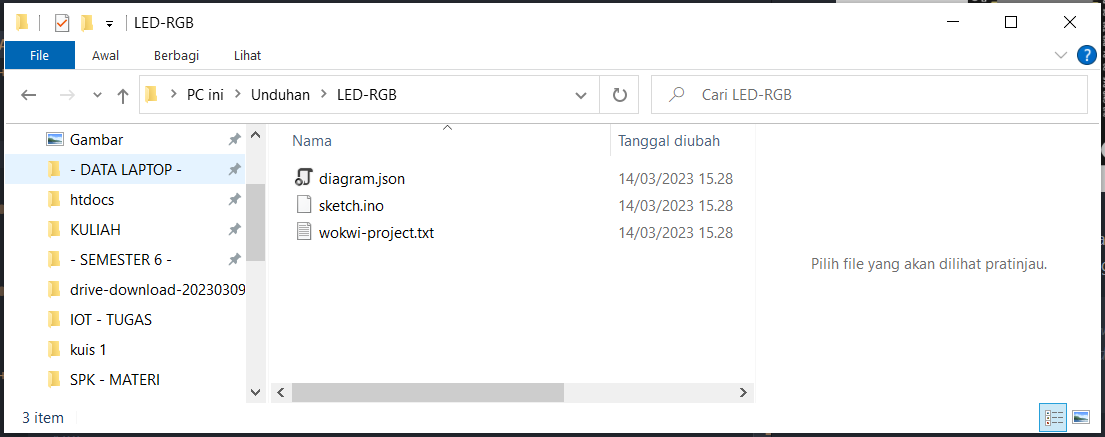 LED-RGB
File Awal Berbagi Lihat
PC ini Unduhan LED-RGB
Cari LED-RGB
Gambar
- DATA LAPTOP -
htdocs
KULIAH
- SEMESTER 6 -
drive-download-20230309
IOT - TUGAS
kuis 1
SPK - MATERI
Nama Tanggal diubah
diagram.json 14/03/2023 15.28
sketch.ino 14/03/2023 15.28
wokwi-project.txt 14/03/2023 15.28
Pilih file yang akan dilihat pratinjau.
3 item